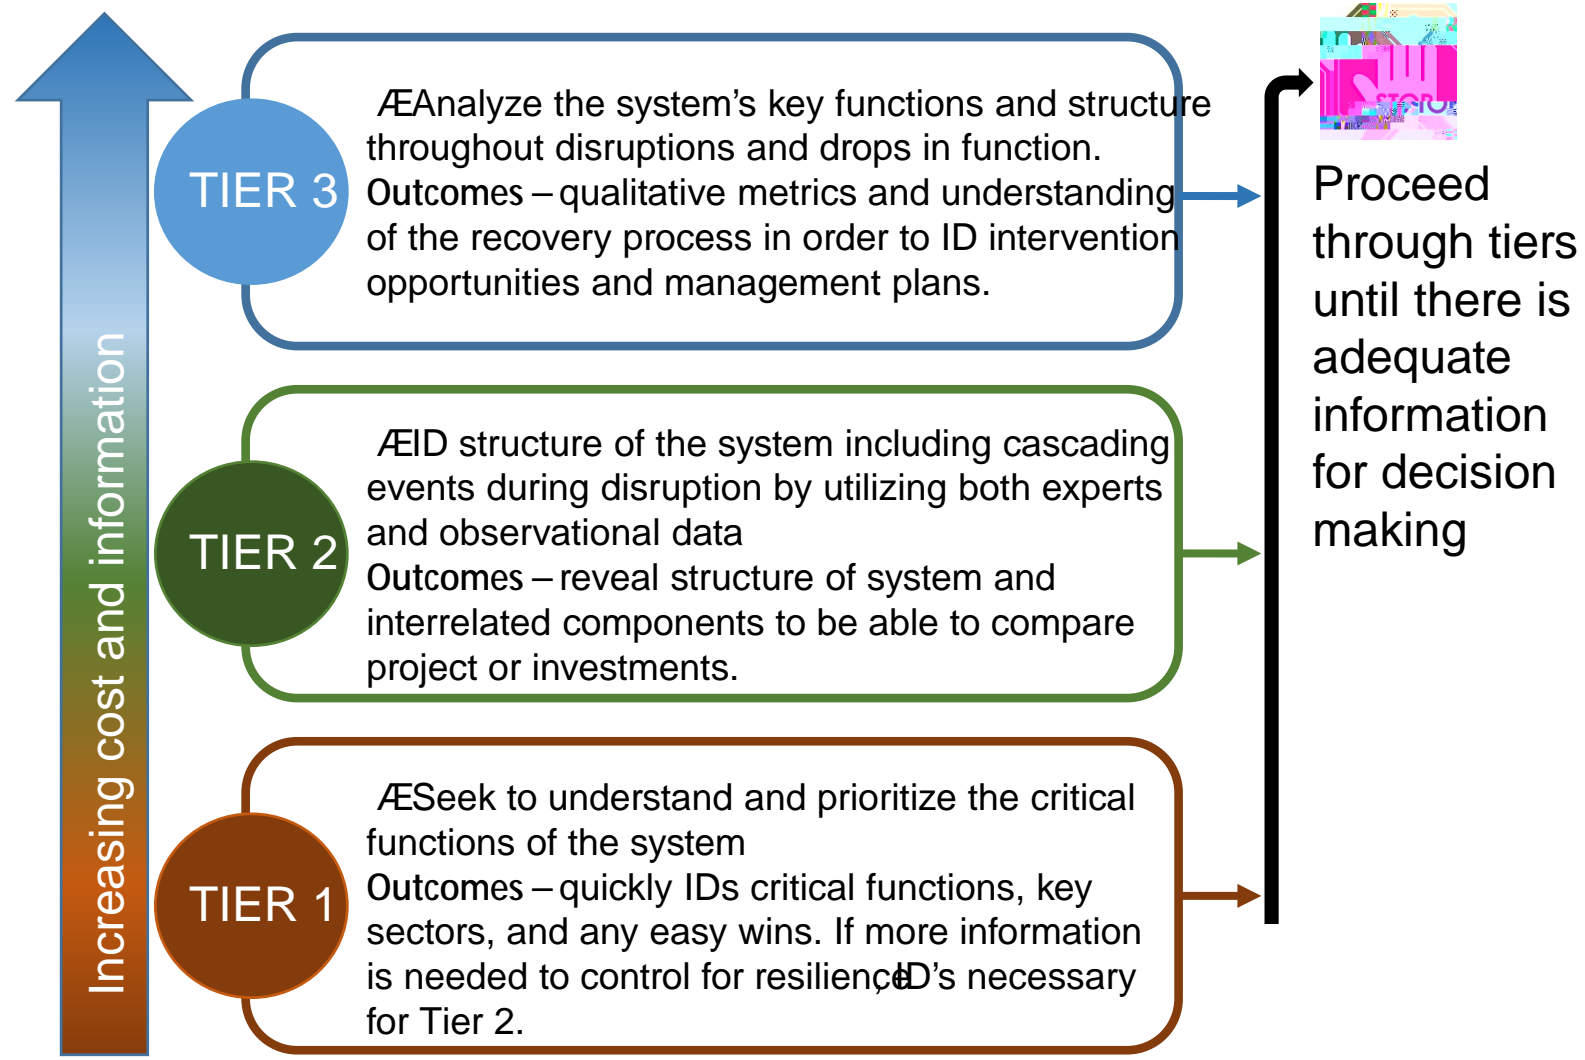 Increasing cost and information
TIER 3
ÆAnalyze the system’s key functions and structure
throughout disruptions and drops in function.
Outcomes – qualitative metrics and understanding
of the recovery process in order to ID intervention
opportunities and management plans.
TIER 2
ÆID structure of the system including cascading
events during disruption by utilizing both experts
and observational data
Outcomes – reveal structure of system and
interrelated components to be able to compare
project or investments.
TIER 1
ÆSeek to understand and prioritize the critical
functions of the system
Outcomes – quickly IDs critical functions, key
sectors, and any easy wins. If more information
is needed to control for resilience, ID’s necessary
for Tier 2.
STOP
Proceed
through tiers
until there is
adequate
information
for decision
making